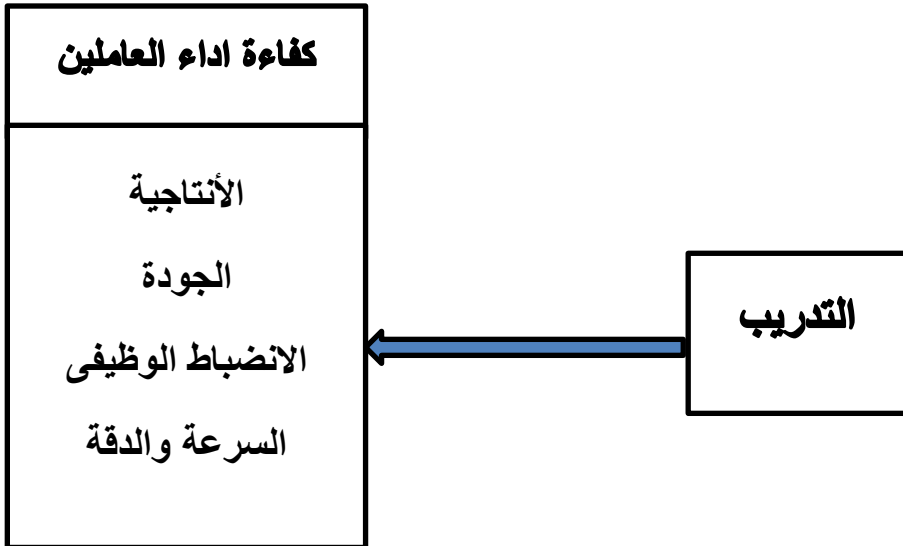 كفاءة اداء العاملين
الأنتاجية
الجودة
الانضباط الوظيفى
السرعة والدقة
التدريب